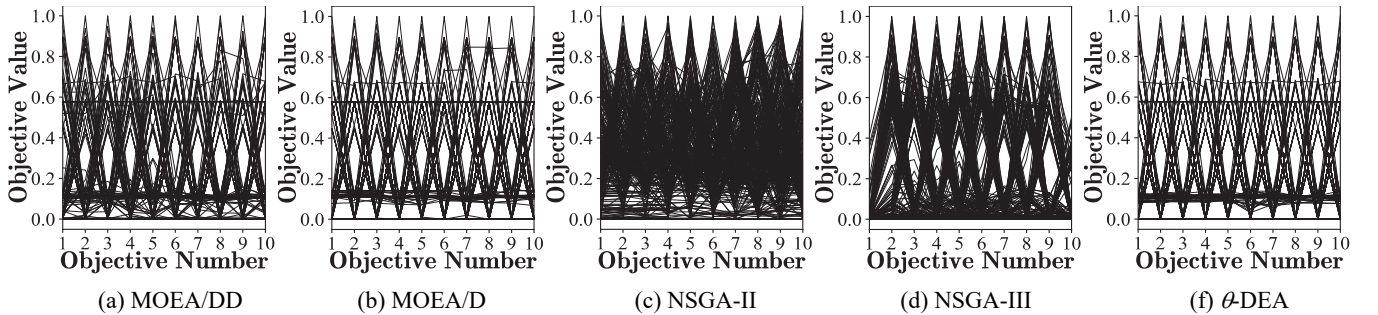 Objective Value
1.0
0.8
0.6
0.4
0.2
0.0
1 2 3 4 5 6 7 8 9 10
Objective Number
(a) MOEA/DD
Objective Value
1.0
0.8
0.6
0.4
0.2
0.0
1 2 3 4 5 6 7 8 9 10
Objective Number
(b) MOEA/D
Objective Value
1.0
0.8
0.6
0.4
0.2
0.0
1 2 3 4 5 6 7 8 9 10
Objective Number
(c) NSGA-II
Objective Value
1.0
0.8
0.6
0.4
0.2
0.0
1 2 3 4 5 6 7 8 9 10
Objective Number
(d) NSGA-III
Objective Value
1.0
0.8
0.6
0.4
0.2
0.0
1 2 3 4 5 6 7 8 9 10
Objective Number
(f) θ-DEA